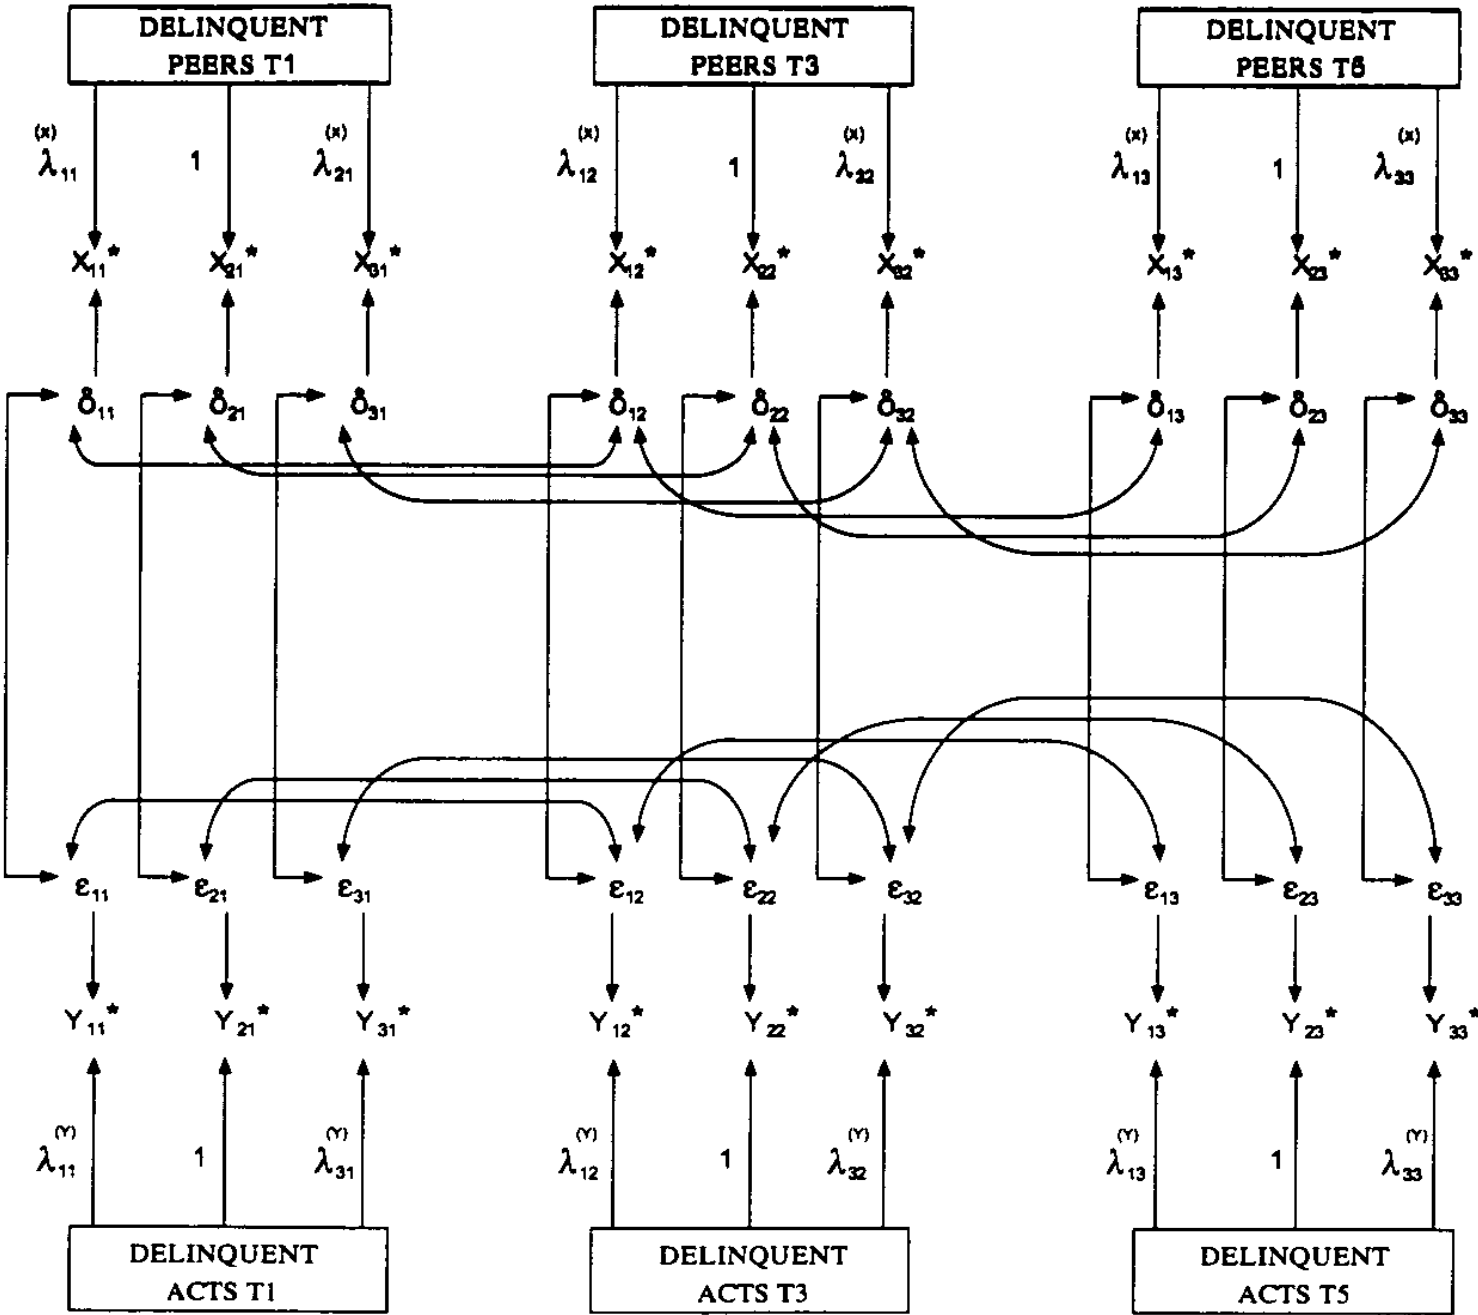 DELINQUENT
PEERS T1
DELINQUENT
PEERS T3
DELINQUENT
PEERS T5
λ₁₁⁽ˣ⁾ 1 λ₂₁⁽ˣ⁾ λ₁₂⁽ˣ⁾ 1 λ₃₂⁽ˣ⁾ λ₁₃⁽ˣ⁾ 1 λ₃₃⁽ˣ⁾
X₁₁* X₂₁* X₃₁* X₁₂* X₂₂* X₃₂* X₁₃* X₂₃* X₃₃*
δ₁₁ δ₂₁ δ₃₁ δ₁₂ δ₂₂ δ₃₂ δ₁₃ δ₂₃ δ₃₃
ε₁₁ ε₂₁ ε₃₁ ε₁₂ ε₂₂ ε₃₂ ε₁₃ ε₂₃ ε₃₃
Y₁₁* Y₂₁* Y₃₁* Y₁₂* Y₂₂* Y₃₂* Y₁₃* Y₂₃* Y₃₃*
λ₁₁⁽ʸ⁾ 1 λ₃₁⁽ʸ⁾ λ₁₂⁽ʸ⁾ 1 λ₃₂⁽ʸ⁾ λ₁₃⁽ʸ⁾ 1 λ₃₃⁽ʸ⁾
DELINQUENT
ACTS T1
DELINQUENT
ACTS T3
DELINQUENT
ACTS T5